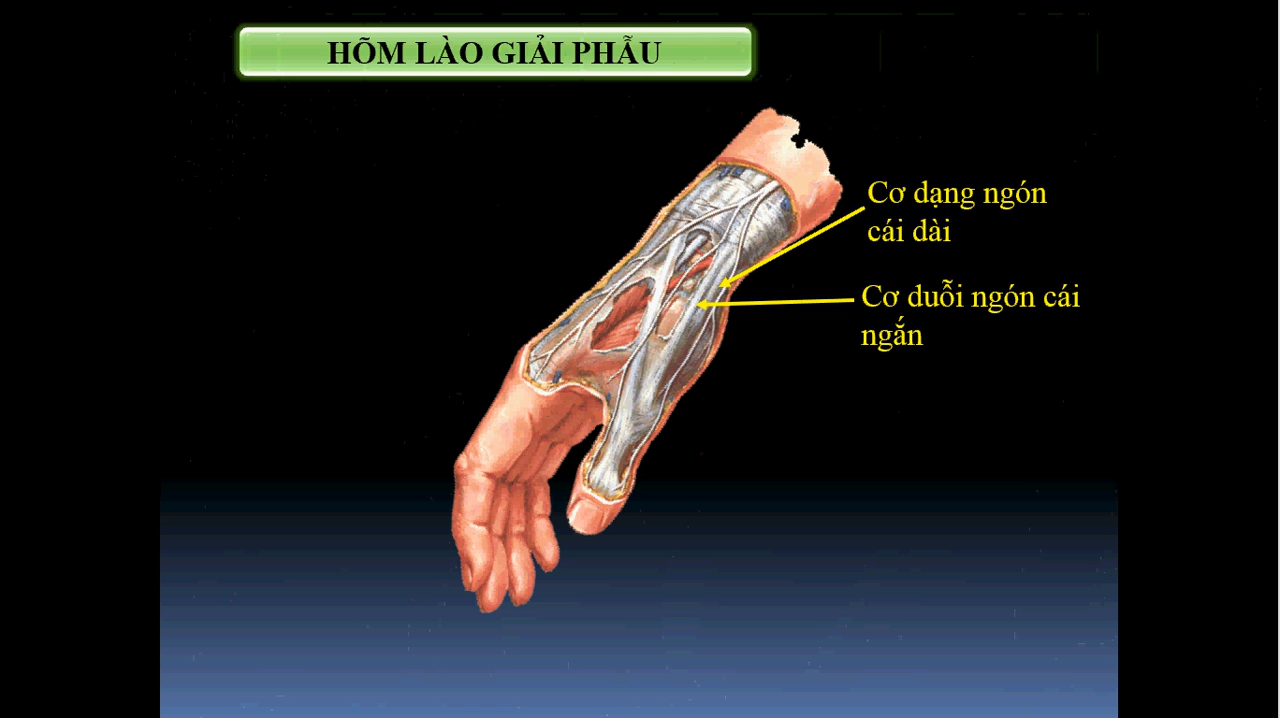 HÕM LÀO GIẢI PHẪU
Cơ dạng ngón
cái dài
Cơ duỗi ngón cái
ngắn